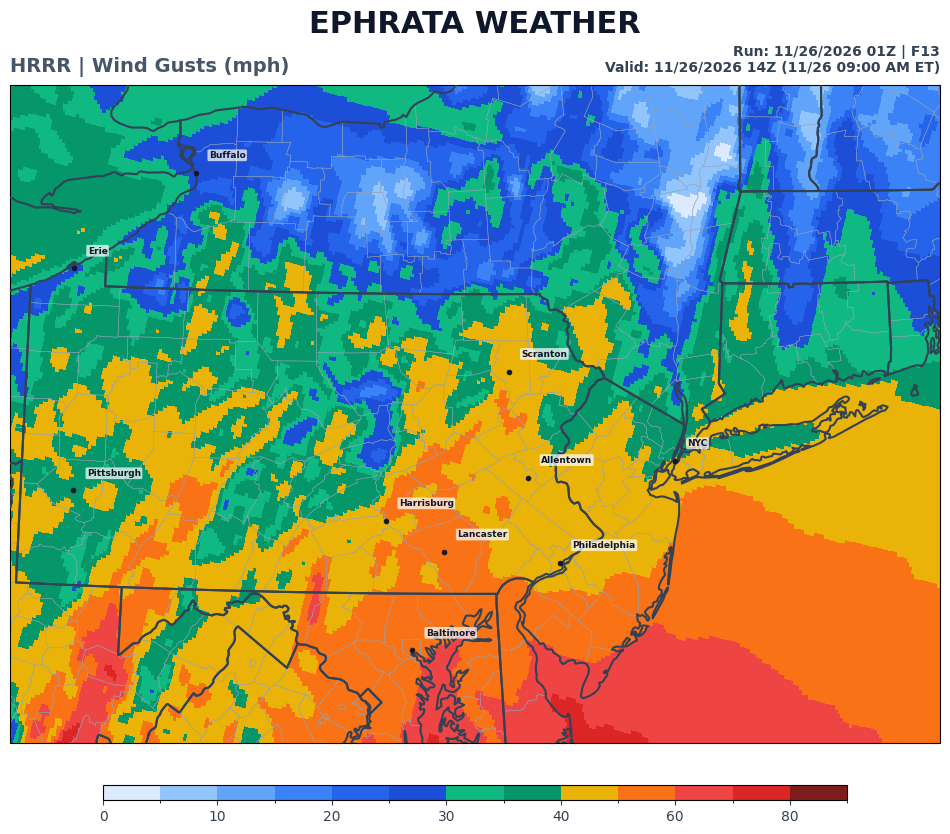 EPHRATA WEATHER
HRRR | Wind Gusts (mph)
Run: 11/26/2026 01Z | F13
Valid: 11/26/2026 14Z (11/26 09:00 AM ET)
Buffalo
Erie
Scranton
NYC
Allentown
Pittsburgh
Harrisburg
Lancaster
Philadelphia
Baltimore
0 10 20 30 40 50 60 70 80